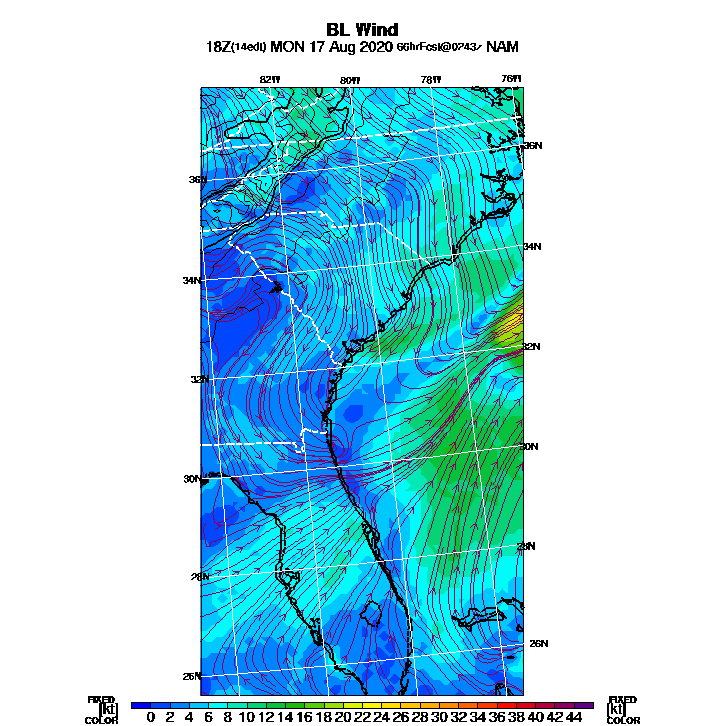 BL Wind
18Z(14edt) MON 17 Aug 2020 66hrFcst@0243z NAM
82W 80W 78W 76W
36N
36N
34N
34N
32N
32N
30N
30N
28N
28N
26N
26N
FIXED FIXED
[kt] 0 2 4 6 8 10 12 14 16 18 20 22 24 26 28 30 32 34 36 38 40 42 44 [kt]
COLOR COLOR